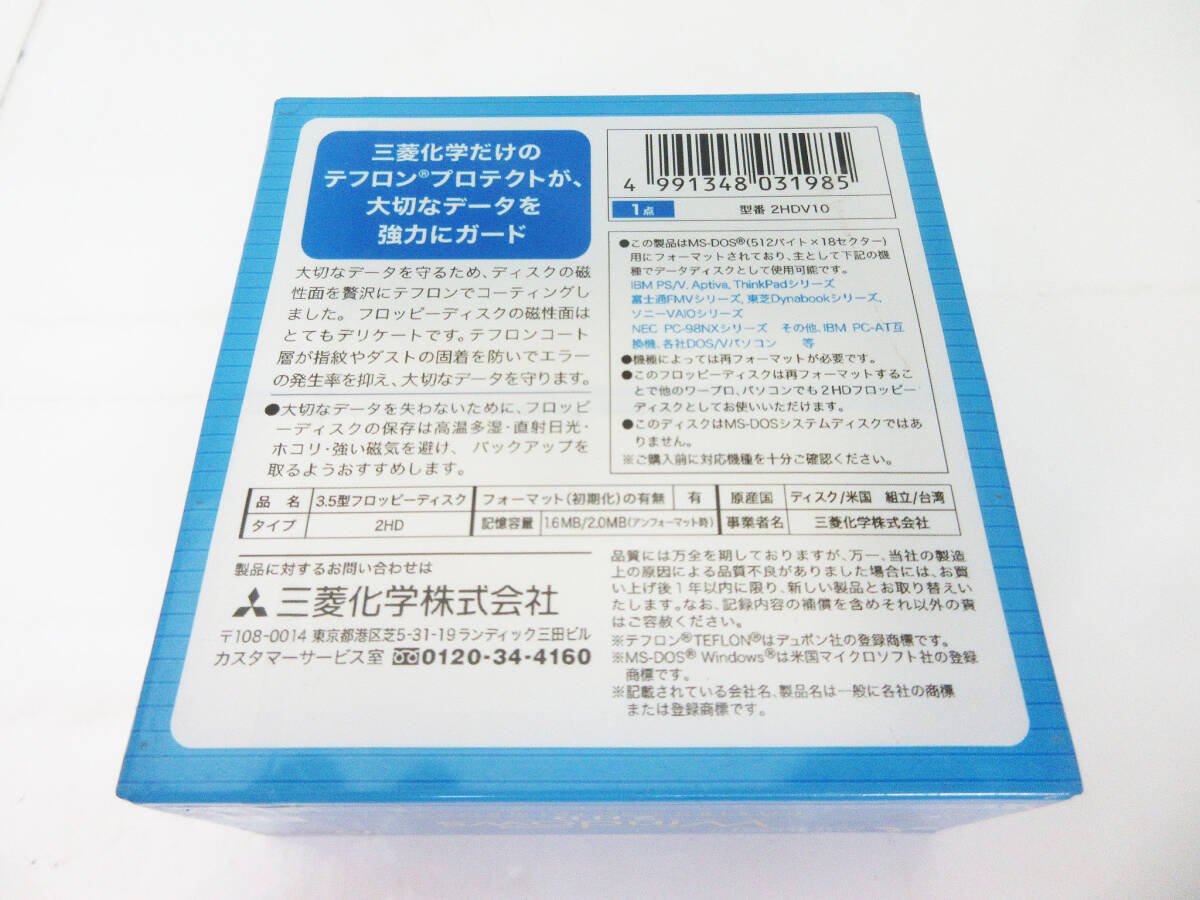 三菱化学だけの
テフロン®プロテクトが、
大切なデータを
強力にガード
大切なデータを守るため、ディスクの磁
性面を贅沢にテフロンでコーティングし
ました。フロッピーディスクの磁性面は
とてもデリケートです。テフロンコート
層が指紋やダストの固着を防いでエラー
の発生率を抑え、大切なデータを守ります。
●大切なデータを失わないために、フロッピ
ーディスクの保存は高温多湿・直射日光・
ホコリ・強い磁気を避け、バックアップを
取るようおすすめします。
4 991348 031985
1点 型番 2HDV10
●この製品はMS-DOS®(512バイト×18セクター)
用にフォーマットされており、主として下記の機
種でデータディスクとして使用可能です。
IBM PS/V, Aptiva, ThinkPadシリーズ
富士通FMVシリーズ, 東芝Dynabookシリーズ,
ソニーVAIOシリーズ
NEC PC-98NXシリーズ その他、IBM PC-AT互
換機、各社DOS/Vパソコン 等
●機種によっては再フォーマットが必要です。
●このフロッピーディスクは再フォーマットするこ
とで他のワープロ、パソコンでも2HDフロッピー
ディスクとしてお使いいただけます。
●このディスクはMS-DOSシステムディスクではあ
りません。
※ご購入前に対応機種を十分ご確認ください。
品名 3.5型フロッピーディスク フォーマット(初期化)の有無 有 原産国 ディスク/米国 組立/台湾
タイプ 2HD 記憶容量 1.6MB/2.0MB(アンフォーマット時) 事業者名 三菱化学株式会社
製品に対するお問い合わせは
三菱化学株式会社
〒108-0014 東京都港区芝5-31-19ランディック三田ビル
カスタマーサービス室 0120-34-4160
品質には万全を期しておりますが、万一、当社の製造
上の原因による品質不良がありました場合には、お買
い上げ後1年以内に限り、新しい製品とお取り替えい
たします。なお、記録内容の補償を含めそれ以外の責
はご容赦ください。
※テフロン®TEFLON®はデュポン社の登録商標です。
※MS-DOS® Windows®は米国マイクロソフト社の登録
商標です。
※記載されている会社名、製品名は一般に各社の商標
または登録商標です。